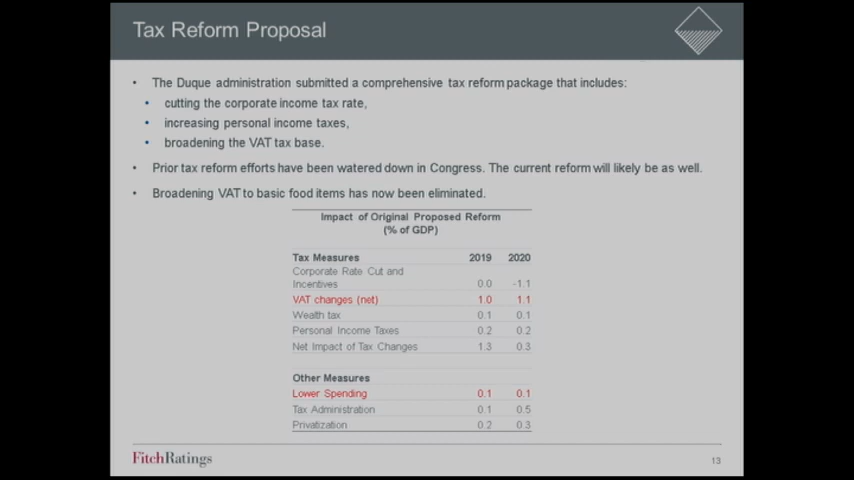 Tax Reform Proposal
• The Duque administration submitted a comprehensive tax reform package that includes:
• cutting the corporate income tax rate,
• increasing personal income taxes,
• broadening the VAT tax base.
• Prior tax reform efforts have been watered down in Congress. The current reform will likely be as well.
• Broadening VAT to basic food items has now been eliminated.
Impact of Original Proposed Reform
(% of GDP)
Tax Measures 2019 2020
Corporate Rate Cut and
Incentives 0.0 -1.1
VAT changes (net) 1.0 1.1
Wealth tax 0.1 0.1
Personal Income Taxes 0.2 0.2
Net Impact of Tax Changes 1.3 0.3
Other Measures
Lower Spending 0.1 0.1
Tax Administration 0.1 0.5
Privatization 0.2 0.3
FitchRatings 13